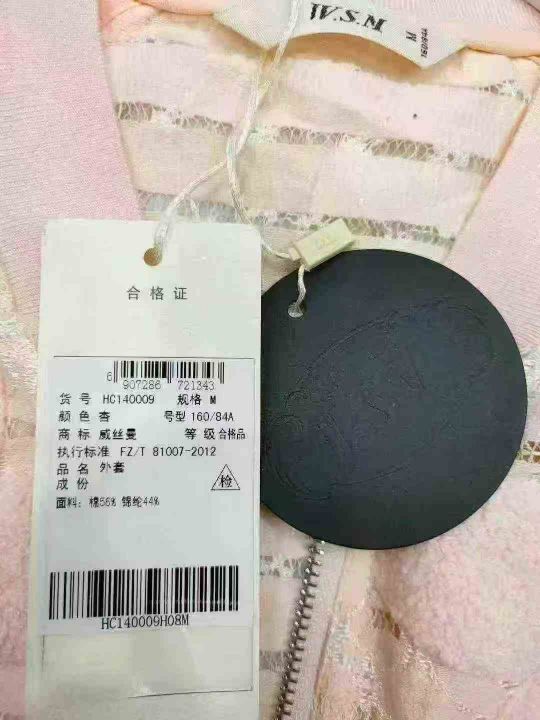 W.S.M
M
160/84A
合格证
6 907286 721343
货号 HC140009 规格 M
颜色 杏 号型 160/84A
商标 威丝曼 等级 合格品
执行标准 FZ/T 81007-2012
品名 外套
成份
检
面料: 棉56% 锦纶44%
HC140009H08M